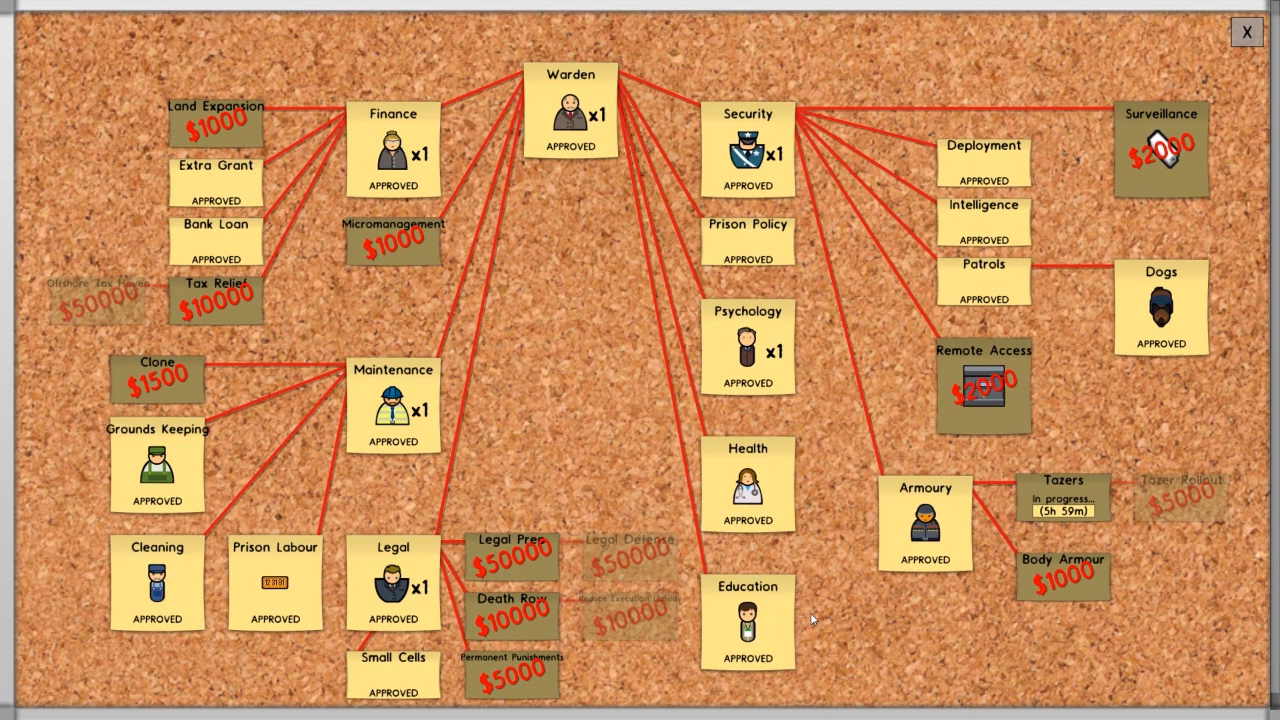 X
Warden
x1
APPROVED
Land Expansion
$1000
Finance
x1
APPROVED
Security
x1
APPROVED
Surveillance
$2000
Extra Grant
APPROVED
Deployment
APPROVED
Bank Loan
APPROVED
Micromanagement
$1000
Prison Policy
APPROVED
Intelligence
APPROVED
Offshore Tax Haven
$50000
Tax Relief
$10000
Patrols
APPROVED
Dogs
APPROVED
Psychology
x1
APPROVED
Clone
$1500
Maintenance
x1
APPROVED
Remote Access
$2000
Grounds Keeping
APPROVED
Health
APPROVED
Armoury
APPROVED
Tazers
In progress...
(5h 59m)
Tazer Rollout
$5000
Cleaning
APPROVED
Prison Labour
APPROVED
Legal
x1
APPROVED
Legal Prep
$50000
Legal Defense
$50000
Body Armour
$1000
Death Row
$10000
Reduce Execution Liability
$10000
Education
APPROVED
Small Cells
APPROVED
Permanent Punishments
$5000